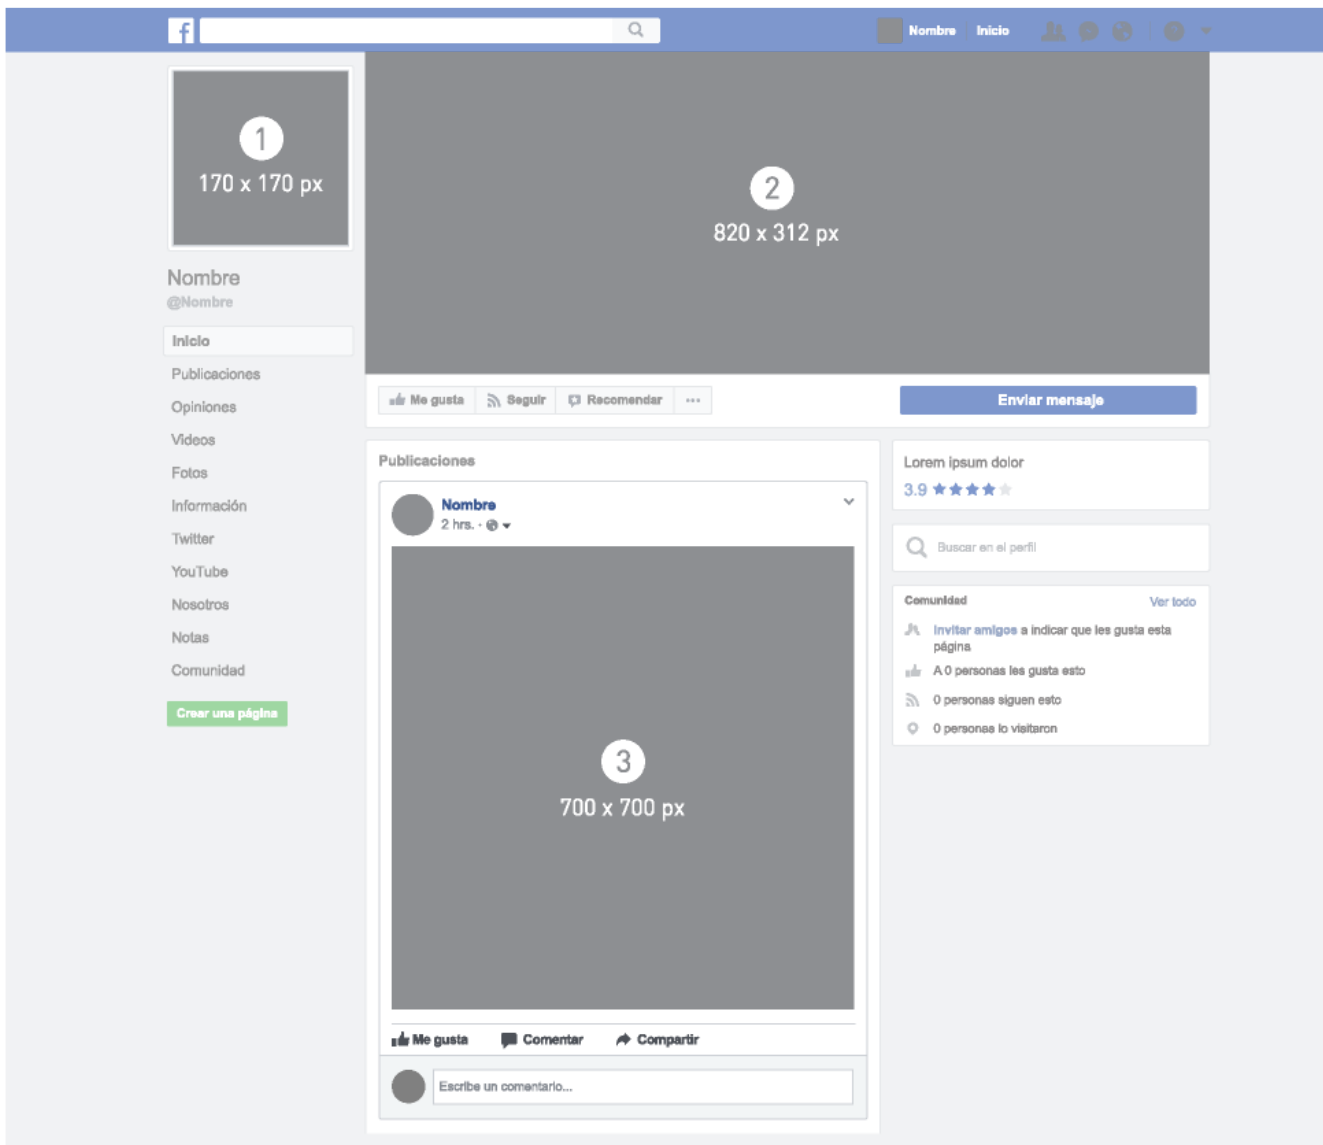 f
Nombre Inicio
1
170 x 170 px
2
820 x 312 px
Nombre
@Nombre
Inicio
Publicaciones
Opiniones
Videos
Fotos
Información
Twitter
YouTube
Nosotros
Notas
Comunidad
Crear una página
Me gusta Seguir Recomendar ...
Enviar mensaje
Publicaciones
Nombre
2 hrs. ·
3
700 x 700 px
Me gusta Comentar Compartir
Escribe un comentario...
Lorem ipsum dolor
3.9
Buscar en el perfil
Comunidad Ver todo
Invitar amigos a indicar que les gusta esta
página
A 0 personas les gusta esto
0 personas siguen esto
0 personas lo visitaron